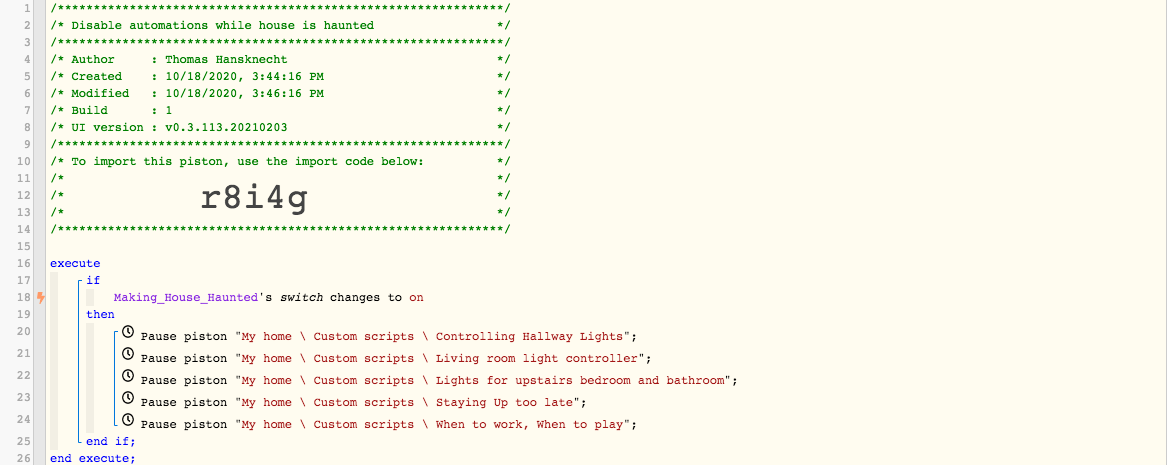 1 /**************************************************************/
2 /* Disable automations while house is haunted */
3 /**************************************************************/
4 /* Author : Thomas Hansknecht */
5 /* Created : 10/18/2020, 3:44:16 PM */
6 /* Modified : 10/18/2020, 3:46:16 PM */
7 /* Build : 1 */
8 /* UI version : v0.3.113.20210203 */
9 /**************************************************************/
10 /* To import this piston, use the import code below: */
11 /* */
12 /* r8i4g */
13 /* */
14 /**************************************************************/
15
16 execute
17 if
18 Making_House_Haunted's switch changes to on
19 then
20 Pause piston "My home \ Custom scripts \ Controlling Hallway Lights";
21 Pause piston "My home \ Custom scripts \ Living room light controller";
22 Pause piston "My home \ Custom scripts \ Lights for upstairs bedroom and bathroom";
23 Pause piston "My home \ Custom scripts \ Staying Up too late";
24 Pause piston "My home \ Custom scripts \ When to work, When to play";
25 end if;
26 end execute;